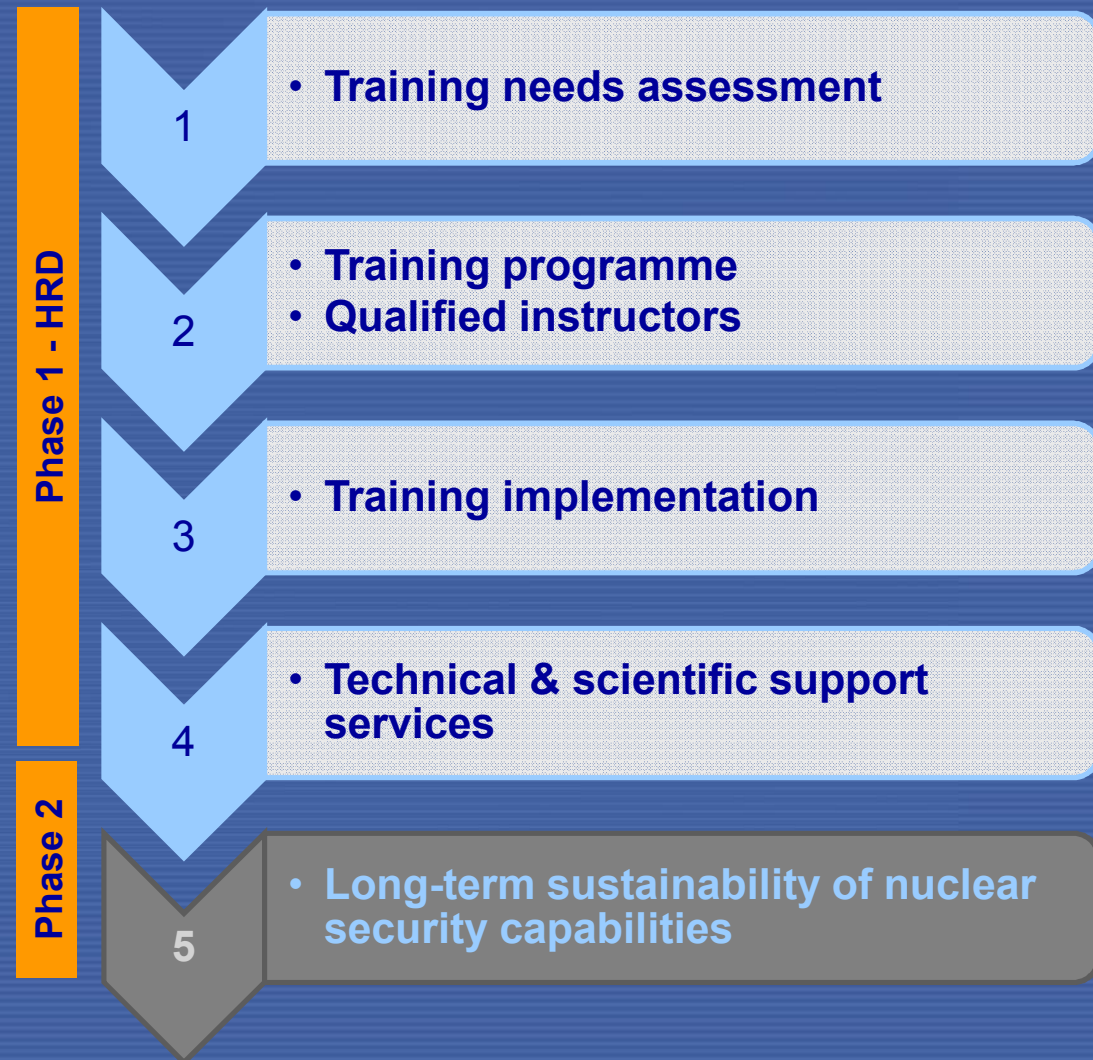 Phase 1 - HRD
1
• Training needs assessment
2
• Training programme
• Qualified instructors
3
• Training implementation
4
• Technical & scientific support
services
Phase 2
5
• Long-term sustainability of nuclear
security capabilities